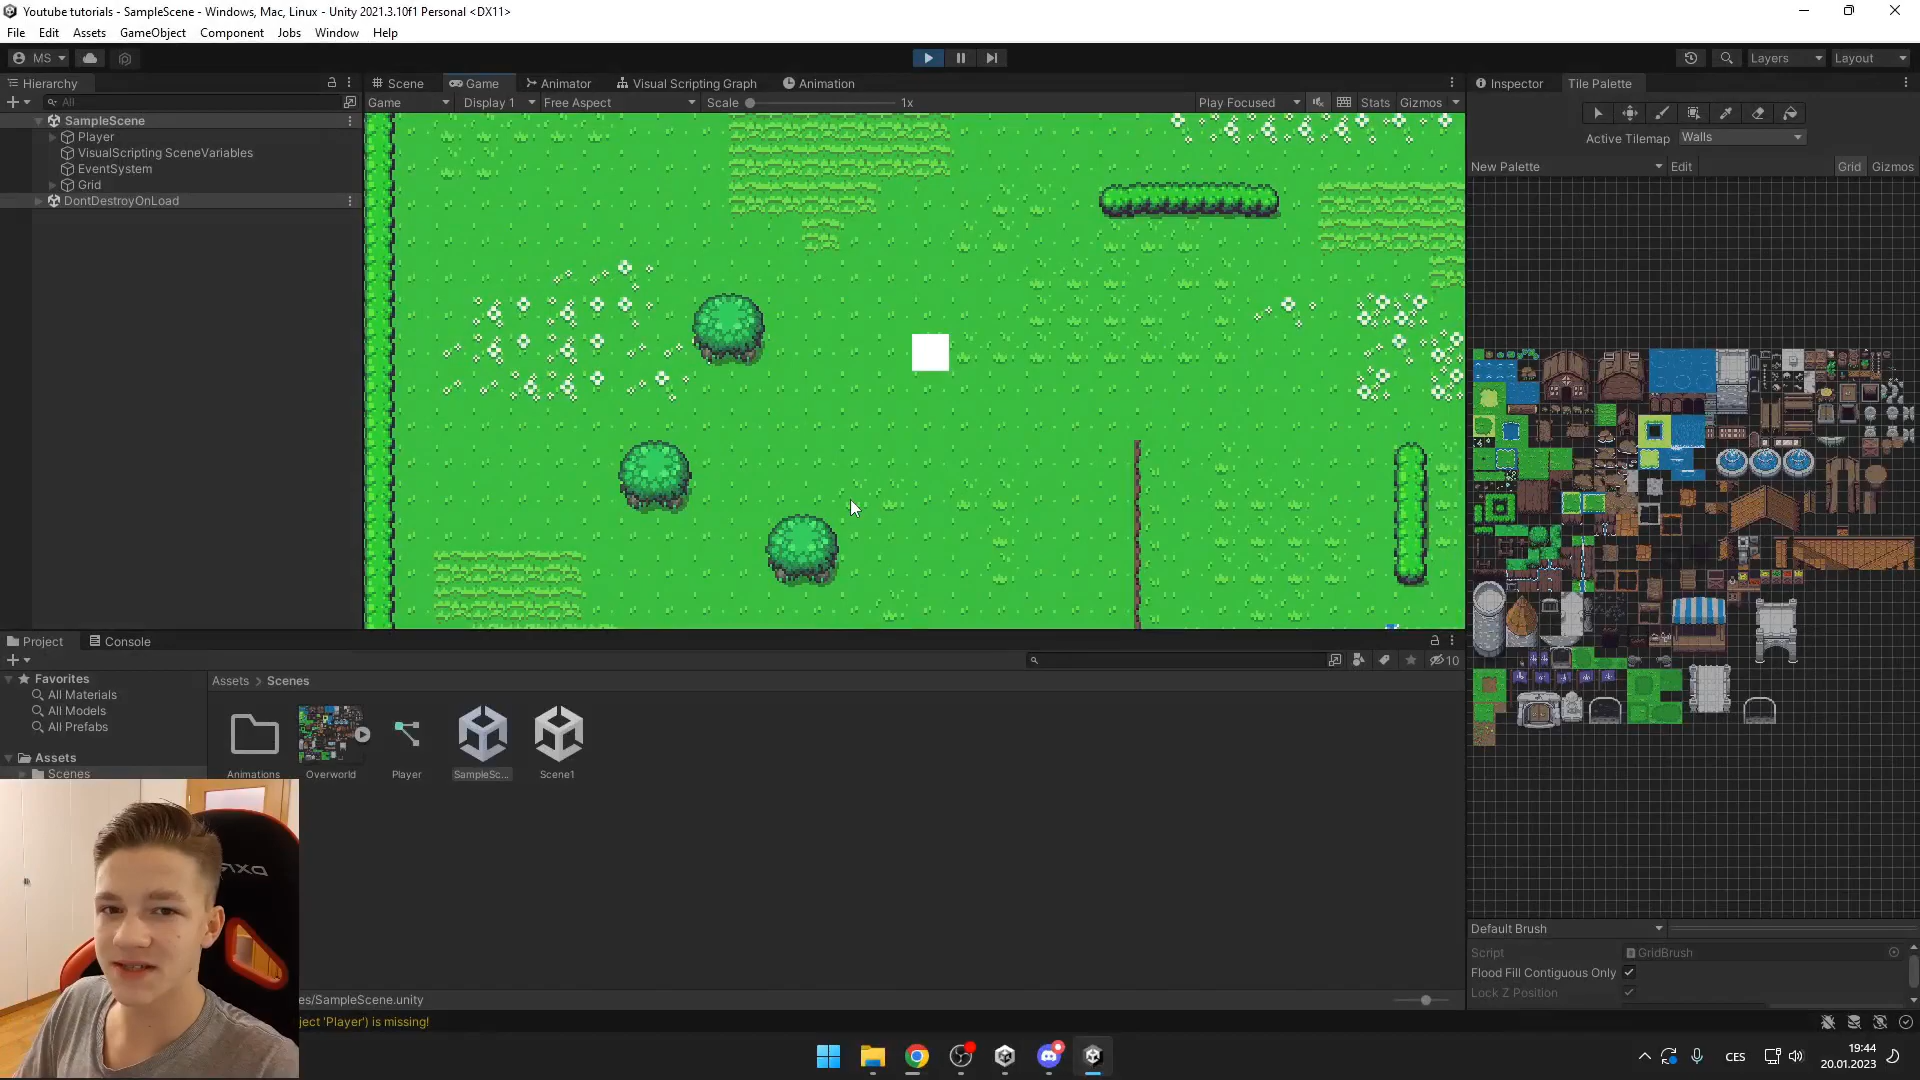 Youtube tutorials - SampleScene - Windows, Mac, Linux - Unity 2021.3.10f1 Personal <DX11>
File Edit Assets GameObject Component Jobs Window Help
MS Layers Layout
Hierarchy Scene Game Animator Visual Scripting Graph Animation Inspector Tile Palette
All Game Display 1 Free Aspect Scale 1x Play Focused Stats Gizmos
SampleScene
Player
VisualScripting SceneVariables
EventSystem
Grid
DontDestroyOnLoad
Active Tilemap Walls
New Palette Edit Grid Gizmos
Project Console
10
Favorites
All Materials
All Models
All Prefabs
Assets
Scenes
Assets > Scenes
Animations Overworld Player SampleSc... Scene1
es/SampleScene.unity
ject 'Player') is missing!
Default Brush
Script GridBrush
Flood Fill Contiguous Only
Lock Z Position
CES
19:44
20.01.2023